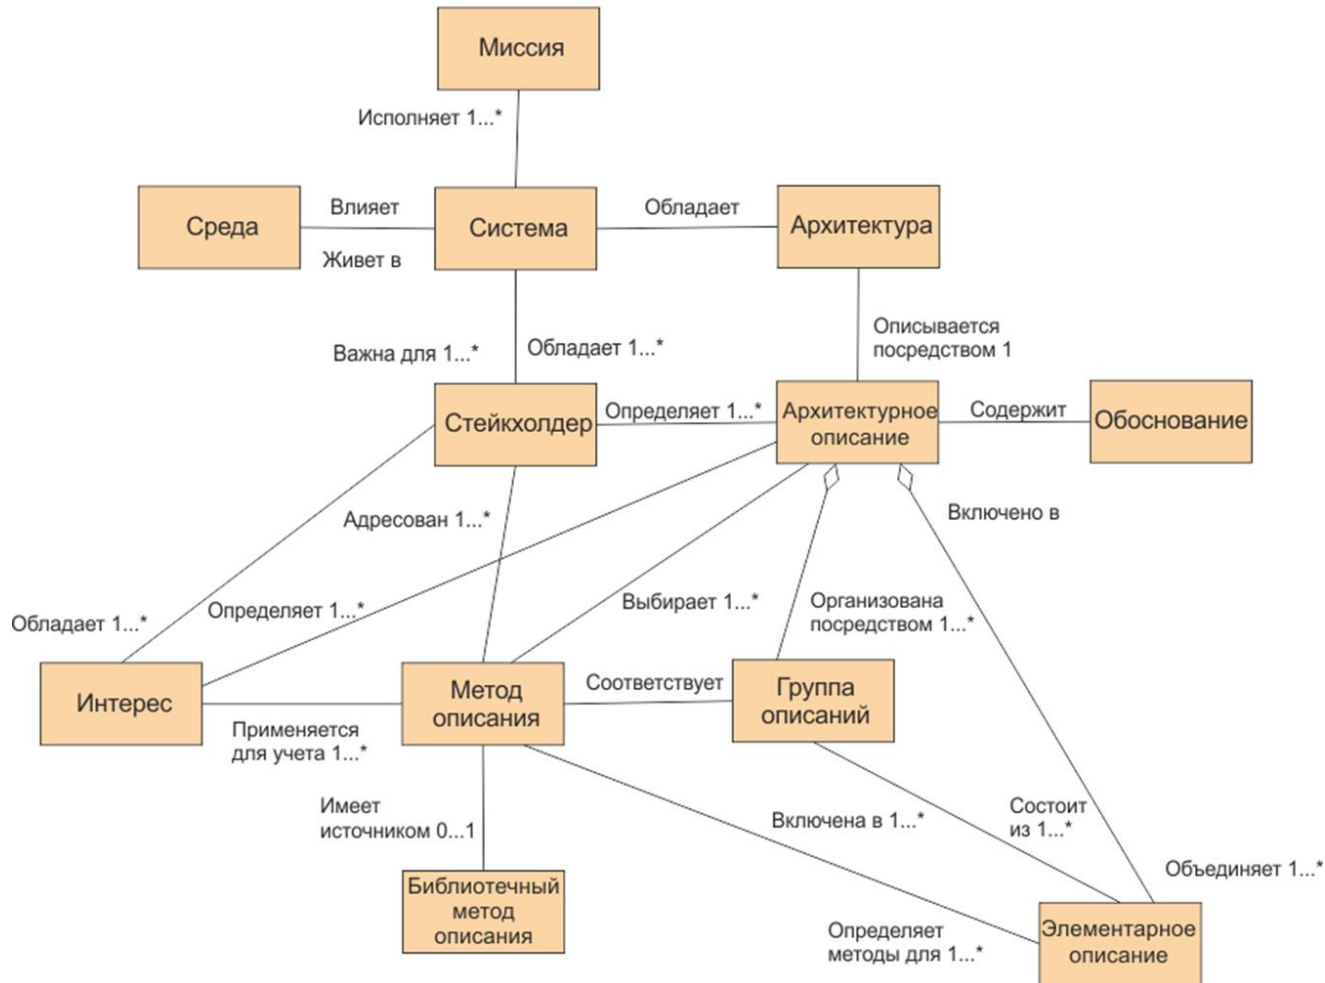 Миссия
Исполняет 1...*
Среда
Влияет
Живет в
Система
Обладает
Архитектура
Важна для 1...*
Обладает 1...*
Описывается
посредством 1
Стейкхолдер
Определяет 1...*
Архитектурное
описание
Содержит
Обоснование
Адресован 1...*
Включено в
Обладает 1...*
Определяет 1...*
Выбирает 1...*
Организована
посредством 1...*
Интерес
Применяется
для учета 1...*
Метод
описания
Соответствует
Группа
описаний
Имеет
источником 0...1
Включена в 1...*
Состоит
из 1...*
Объединяет 1...*
Библиотечный
метод
описания
Определяет
методы для 1...*
Элементарное
описание